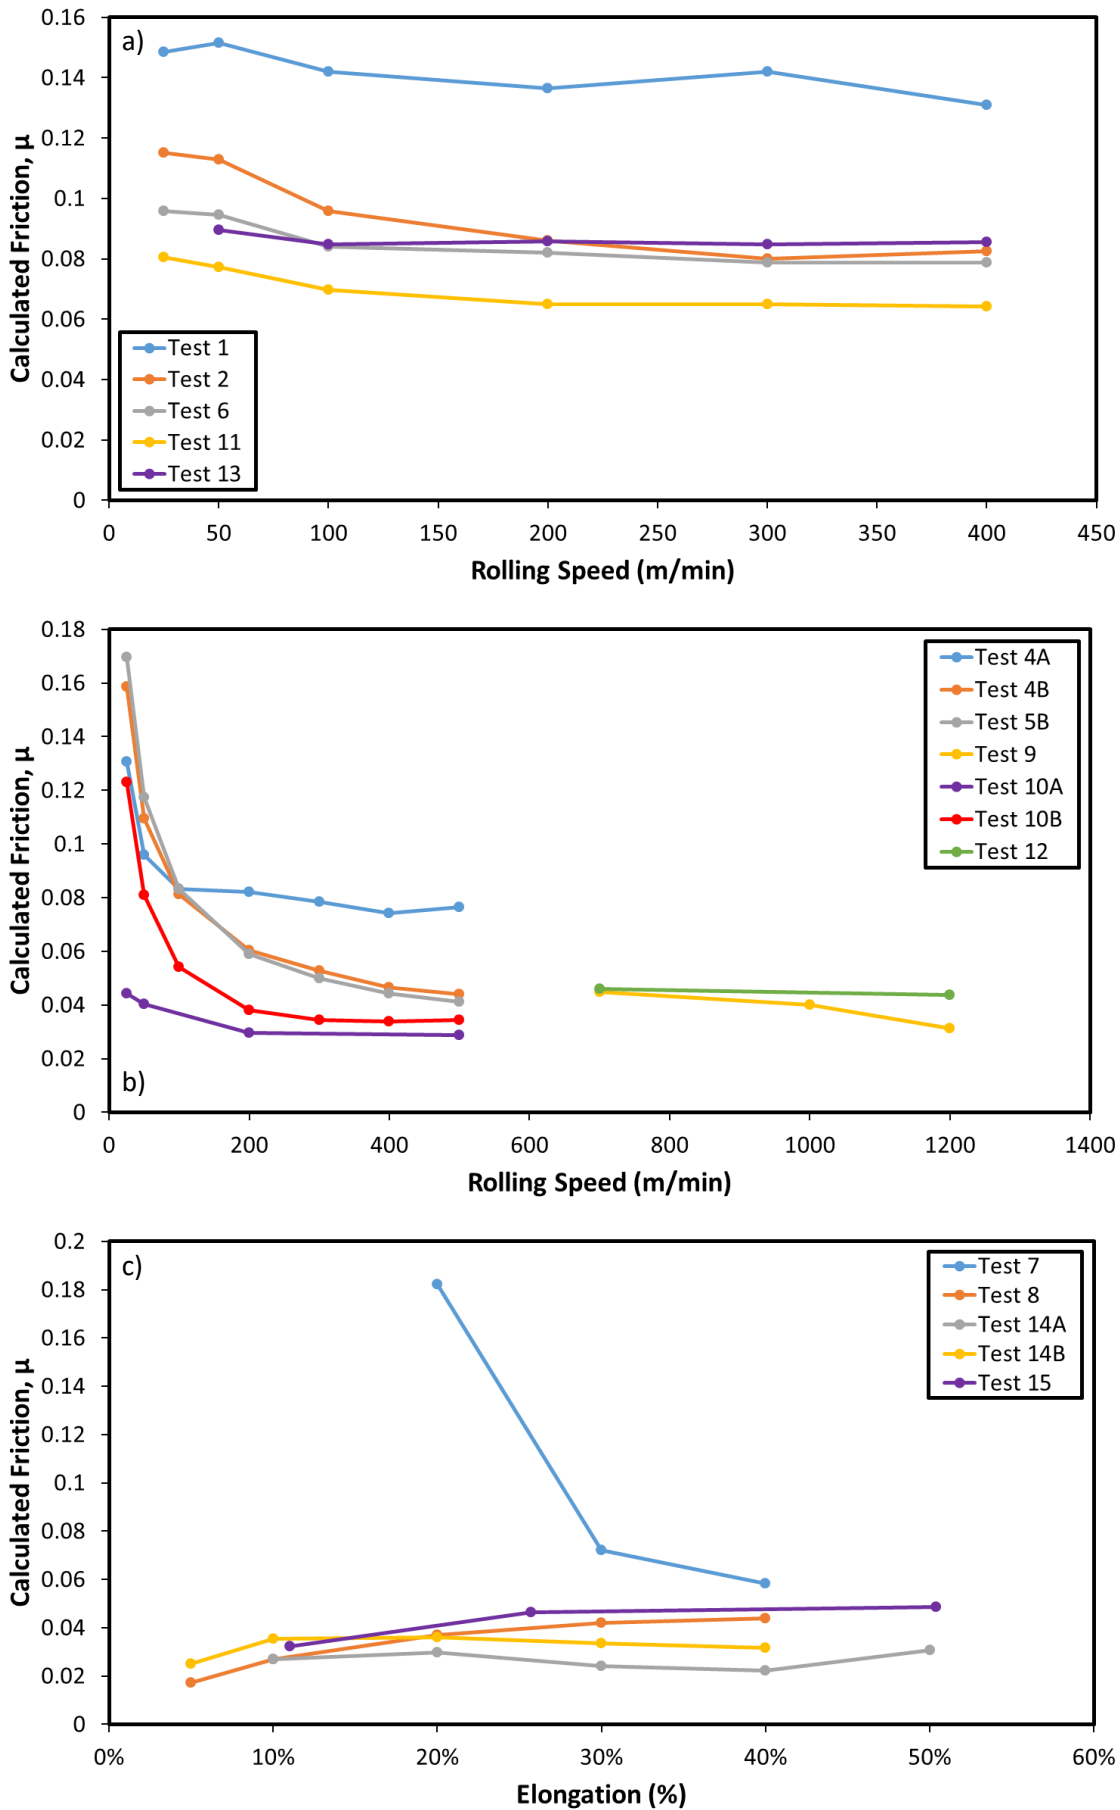 a)
0.16
0.14
0.12
0.1
0.08
0.06
0.04
0.02
0
Calculated Friction, μ
Test 1
Test 2
Test 6
Test 11
Test 13
0 50 100 150 200 250 300 350 400 450
Rolling Speed (m/min)
0.18
0.16
0.14
0.12
0.1
0.08
0.06
0.04
0.02
0
Calculated Friction, μ
Test 4A
Test 4B
Test 5B
Test 9
Test 10A
Test 10B
Test 12
b)
0 200 400 600 800 1000 1200 1400
Rolling Speed (m/min)
c)
0.2
0.18
0.16
0.14
0.12
0.1
0.08
0.06
0.04
0.02
0
Calculated Friction, μ
Test 7
Test 8
Test 14A
Test 14B
Test 15
0% 10% 20% 30% 40% 50% 60%
Elongation (%)